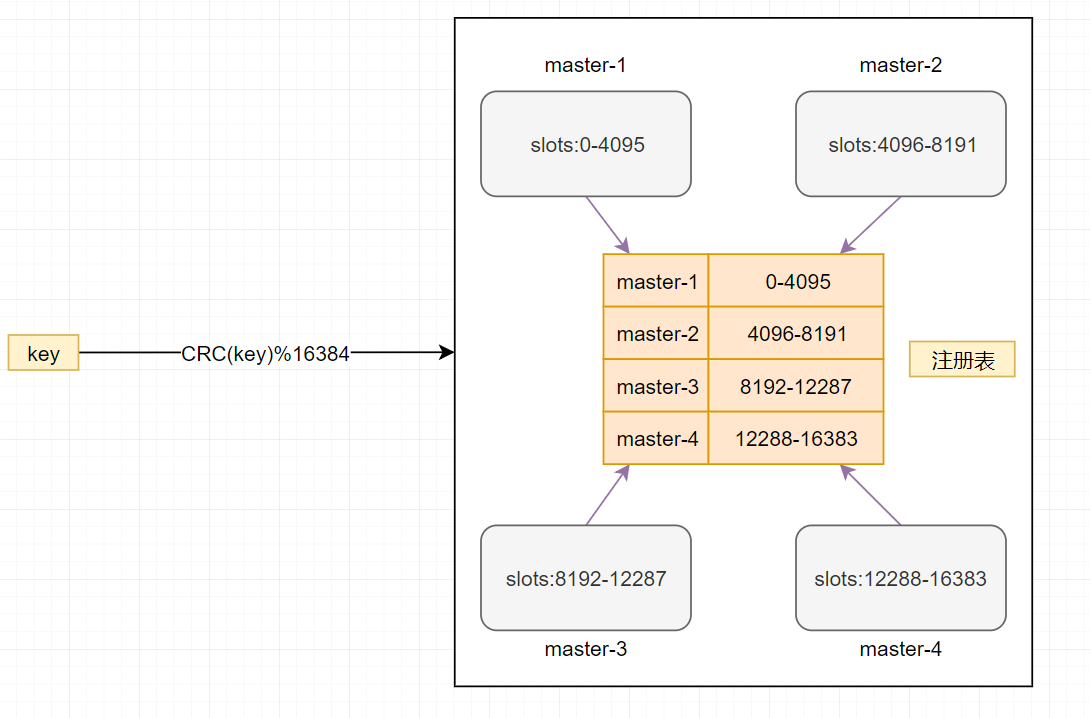 master-1
master-2
slots:0-4095
slots:4096-8191
master-1 0-4095
master-2 4096-8191
key
CRC(key)%16384
注册表
master-3 8192-12287
master-4 12288-16383
slots:8192-12287
slots:12288-16383
master-3
master-4